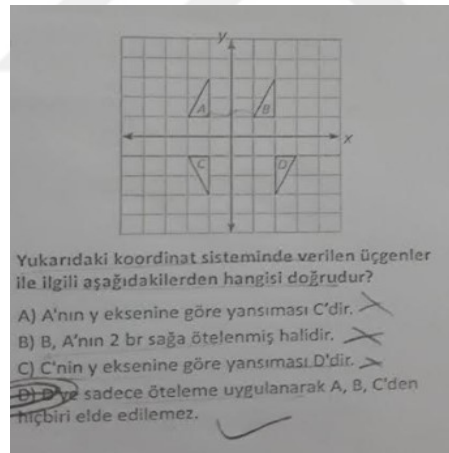 y
A
B
x
C
D
Yukarıdaki koordinat sisteminde verilen üçgenler
ile ilgili aşağıdakilerden hangisi doğrudur?
A) A'nın y eksenine göre yansıması C'dir.
B) B, A'nın 2 br sağa ötelenmiş halidir.
C) C'nin y eksenine göre yansıması D'dir.
D) D'ye sadece öteleme uygulanarak A, B, C'den
hiçbiri elde edilemez.